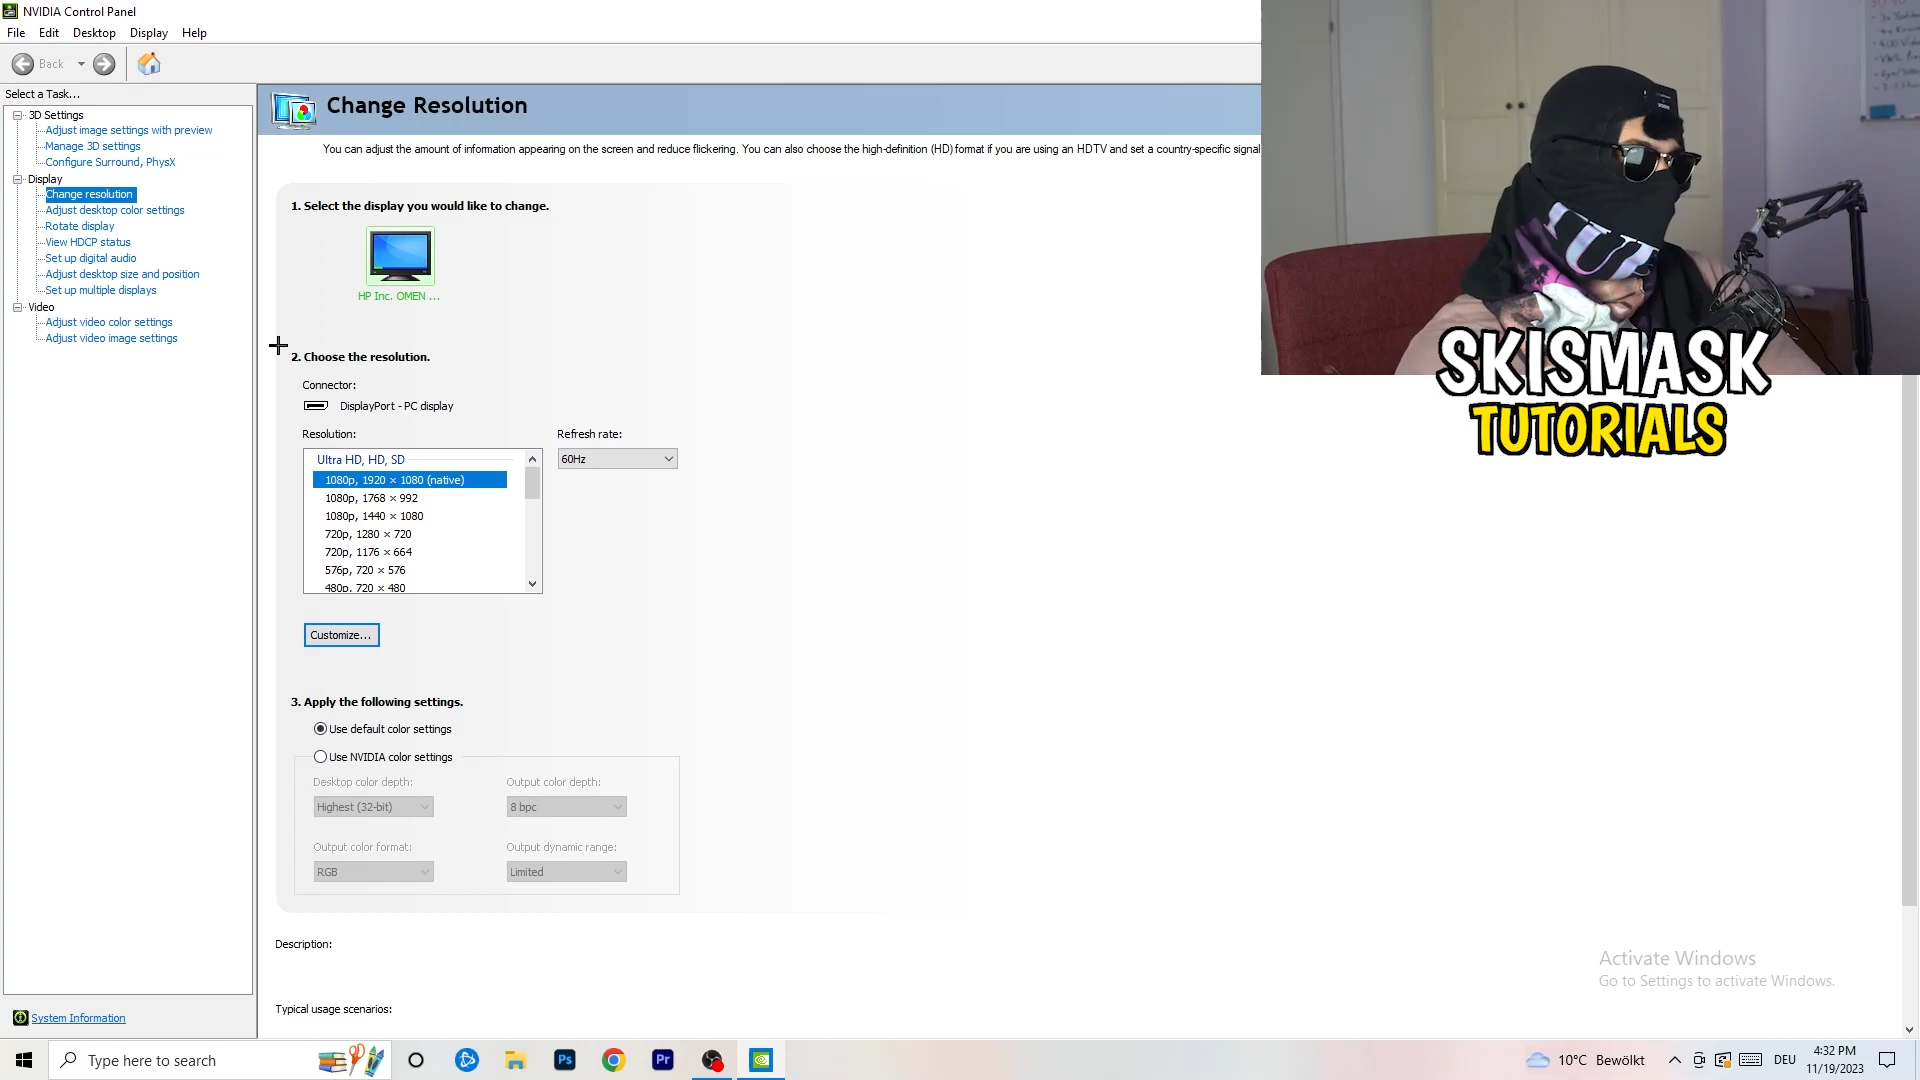 NVIDIA Control Panel
File Edit Desktop Display Help
Back
Select a Task...
3D Settings
Adjust image settings with preview
Manage 3D settings
Configure Surround, PhysX
Display
Change resolution
Adjust desktop color settings
Rotate display
View HDCP status
Set up digital audio
Adjust desktop size and position
Set up multiple displays
Video
Adjust video color settings
Adjust video image settings
System Information
Change Resolution
You can adjust the amount of information appearing on the screen and reduce flickering. You can also choose the high-definition (HD) format if you are using an HDTV and set a country-specific signal
1. Select the display you would like to change.
HP Inc. OMEN ...
2. Choose the resolution.
Connector:
DisplayPort - PC display
Resolution:
Refresh rate:
Ultra HD, HD, SD
60Hz
1080p, 1920 × 1080 (native)
1080p, 1768 × 992
1080p, 1440 × 1080
720p, 1280 × 720
720p, 1176 × 664
576p, 720 × 576
480p, 720 × 480
Customize...
3. Apply the following settings.
Use default color settings
Use NVIDIA color settings
Desktop color depth:
Output color depth:
Highest (32-bit)
8 bpc
Output color format:
Output dynamic range:
RGB
Limited
Description:
Typical usage scenarios:
SKISMASK
TUTORIALS
Activate Windows
Go to Settings to activate Windows.
Type here to search
Ps
Pr
10°C Bewölkt
DEU
4:32 PM
11/19/2023